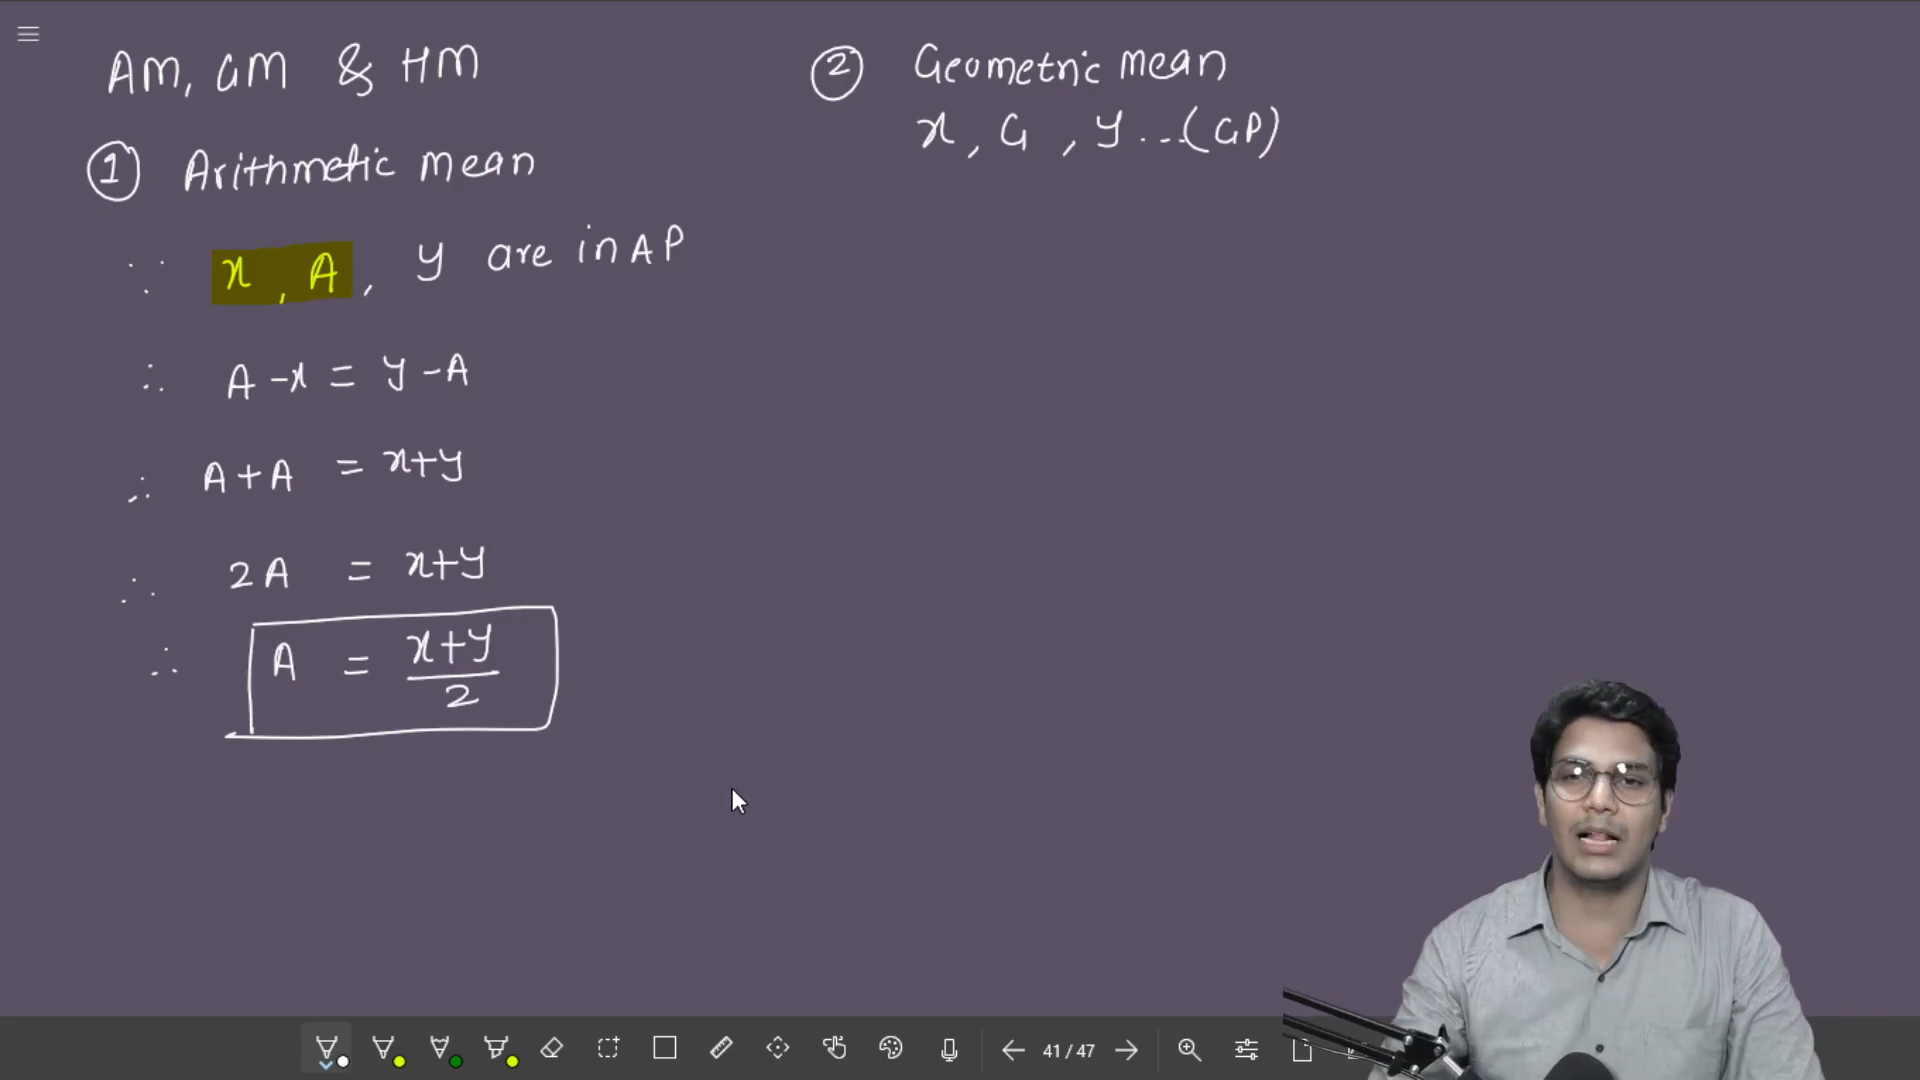 AM, GM & HM
① Arithmetic mean
∵ x, A, y are in AP
∴ A - x = y - A
∴ A + A = x + y
∴ 2A = x + y
∴ A = x+y/2
② Geometric mean
x, G, y ...(GP)
41 / 47